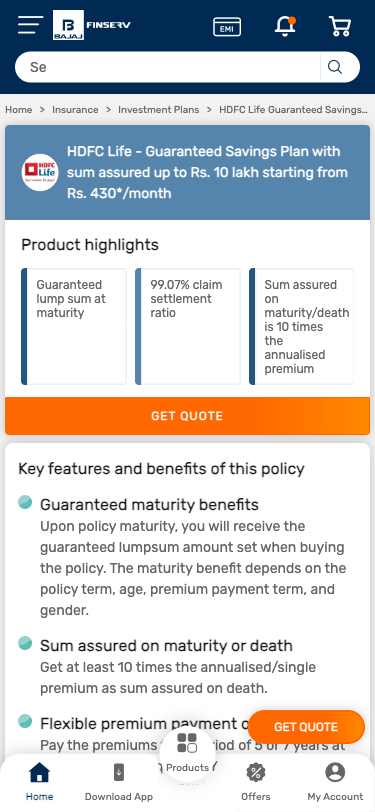 BAJAJ FINSERV
EMI
Se
Home > Insurance > Investment Plans > HDFC Life Guaranteed Savings...
HDFC Life
HDFC Life - Guaranteed Savings Plan with
sum assured up to Rs. 10 lakh starting from
Rs. 430*/month
Product highlights
Guaranteed
lump sum at
maturity
99.07% claim
settlement
ratio
Sum assured
on
maturity/death
is 10 times
the
annualised
premium
GET QUOTE
Key features and benefits of this policy
Guaranteed maturity benefits
Upon policy maturity, you will receive the
guaranteed lumpsum amount set when buying
the policy. The maturity benefit depends on the
policy term, age, premium payment term, and
gender.
Sum assured on maturity or death
Get at least 10 times the annualised/single
premium as sum assured on death.
Flexible premium payment
GET QUOTE
Pay the premiums
riod of 5 or 7 years at
Home
Download App
Products
Offers
My Account